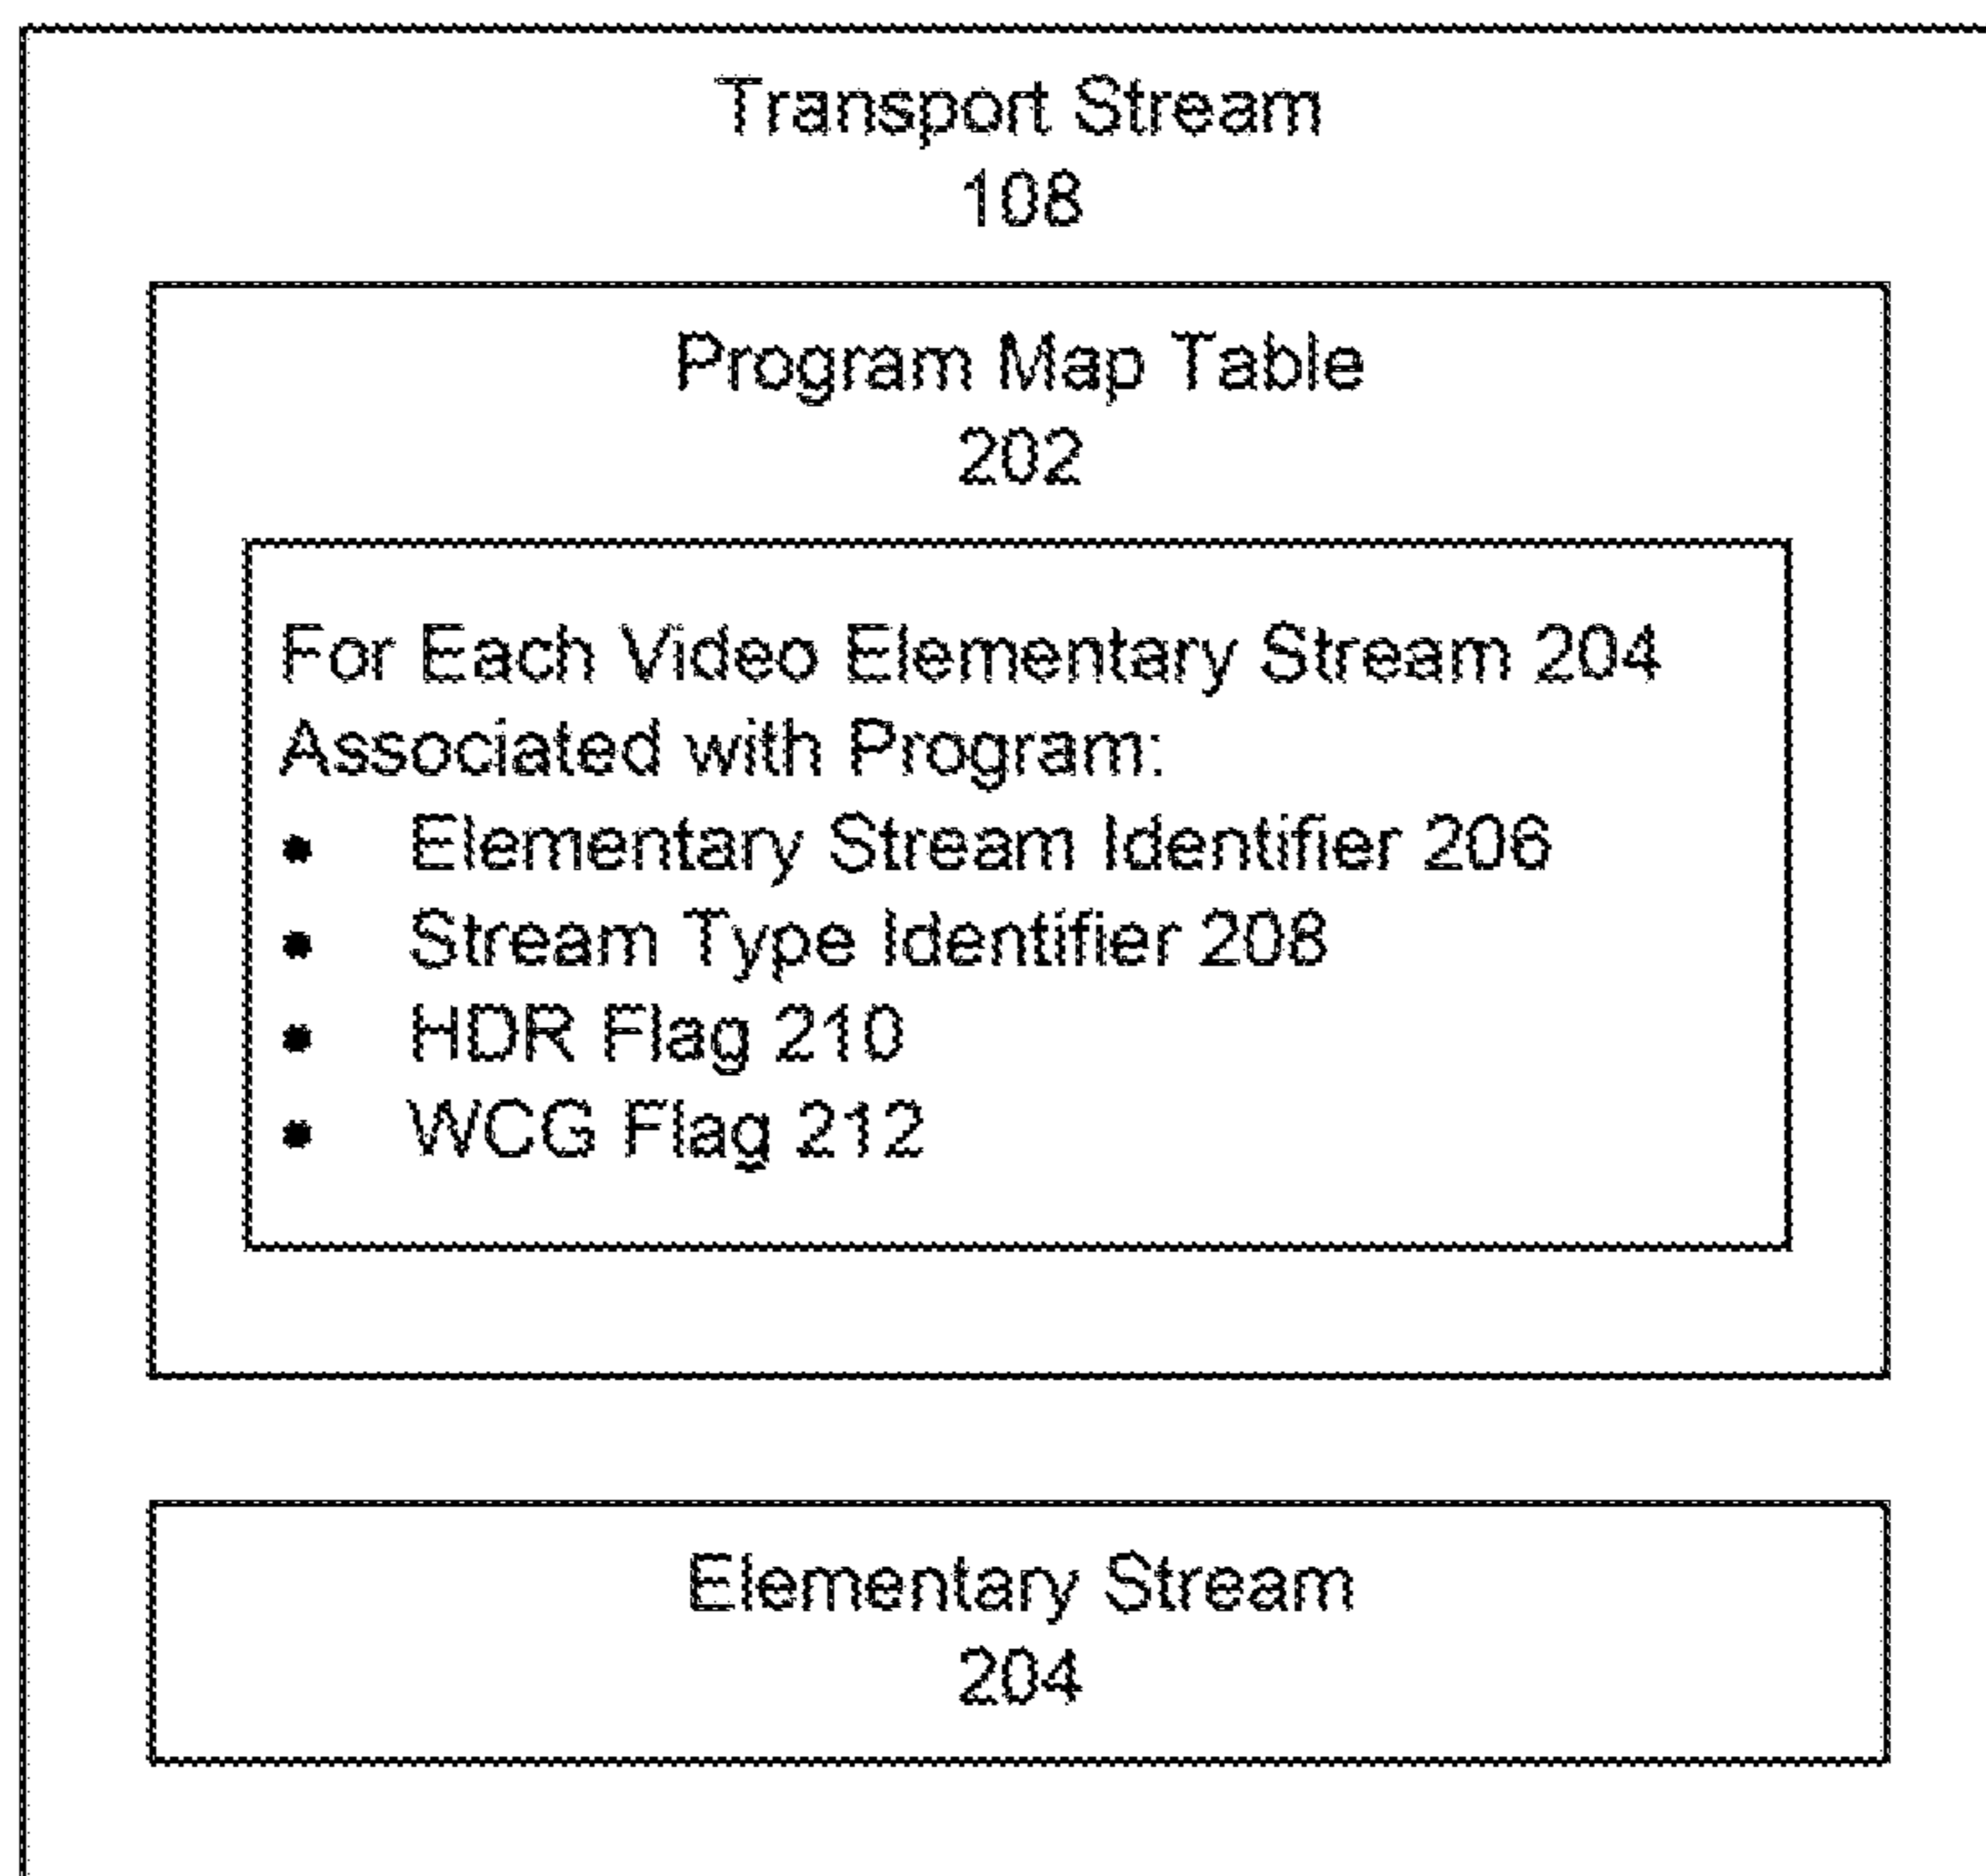 Transport Stream
108
Program Map Table
202
For Each Video Elementary Stream 204
Associated with Program:
• Elementary Stream Identifier 206
• Stream Type Identifier 208
• HDR Flag 210
• WCG Flag 212
Elementary Stream
204